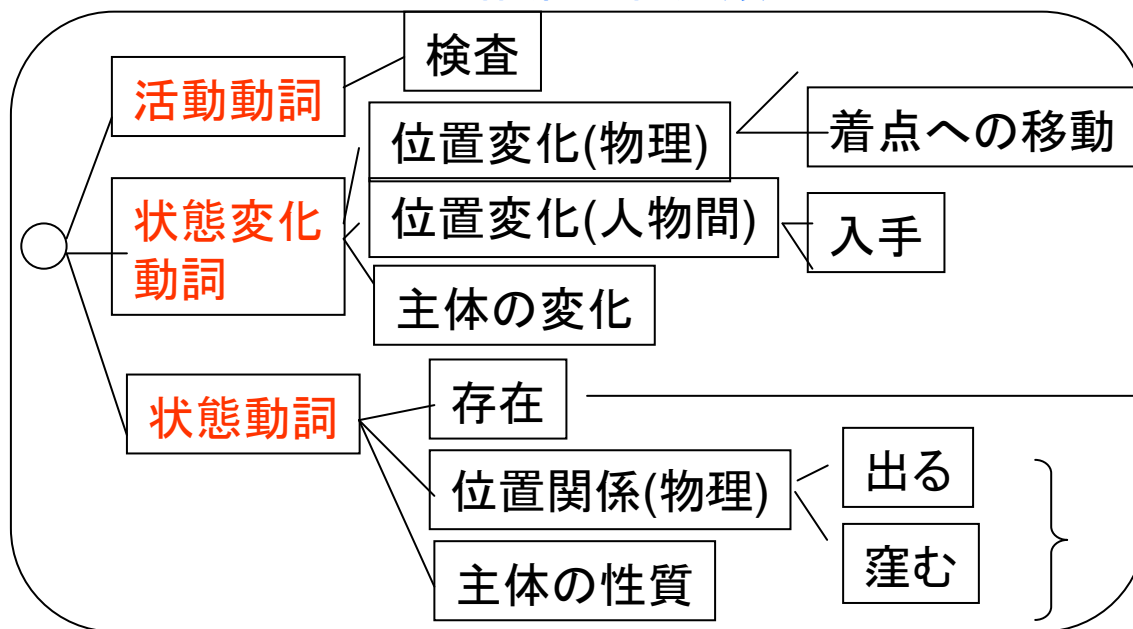 検査
活動動詞
位置変化(物理)
着点への移動
状態変化
動詞
位置変化(人物間)
入手
主体の変化
存在
状態動詞
位置関係(物理)
出る
窪む
主体の性質